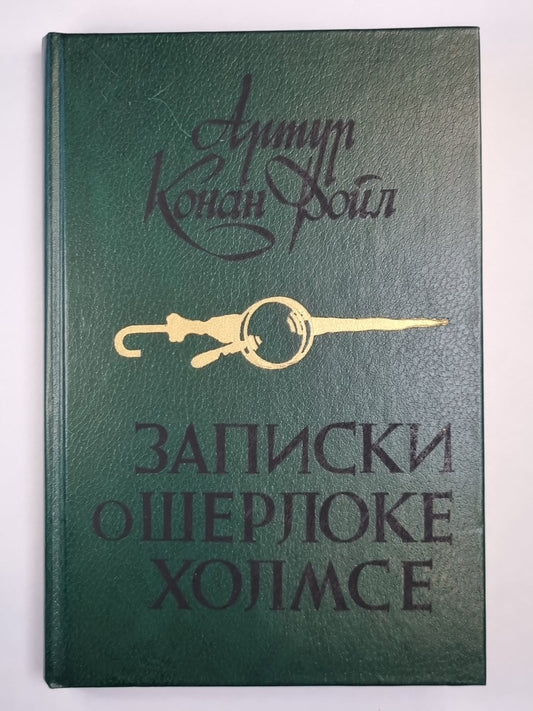 Артур
Конан Дойл
ЗАПИСКИ
о ШЕРЛОКЕ
ХОЛМСЕ